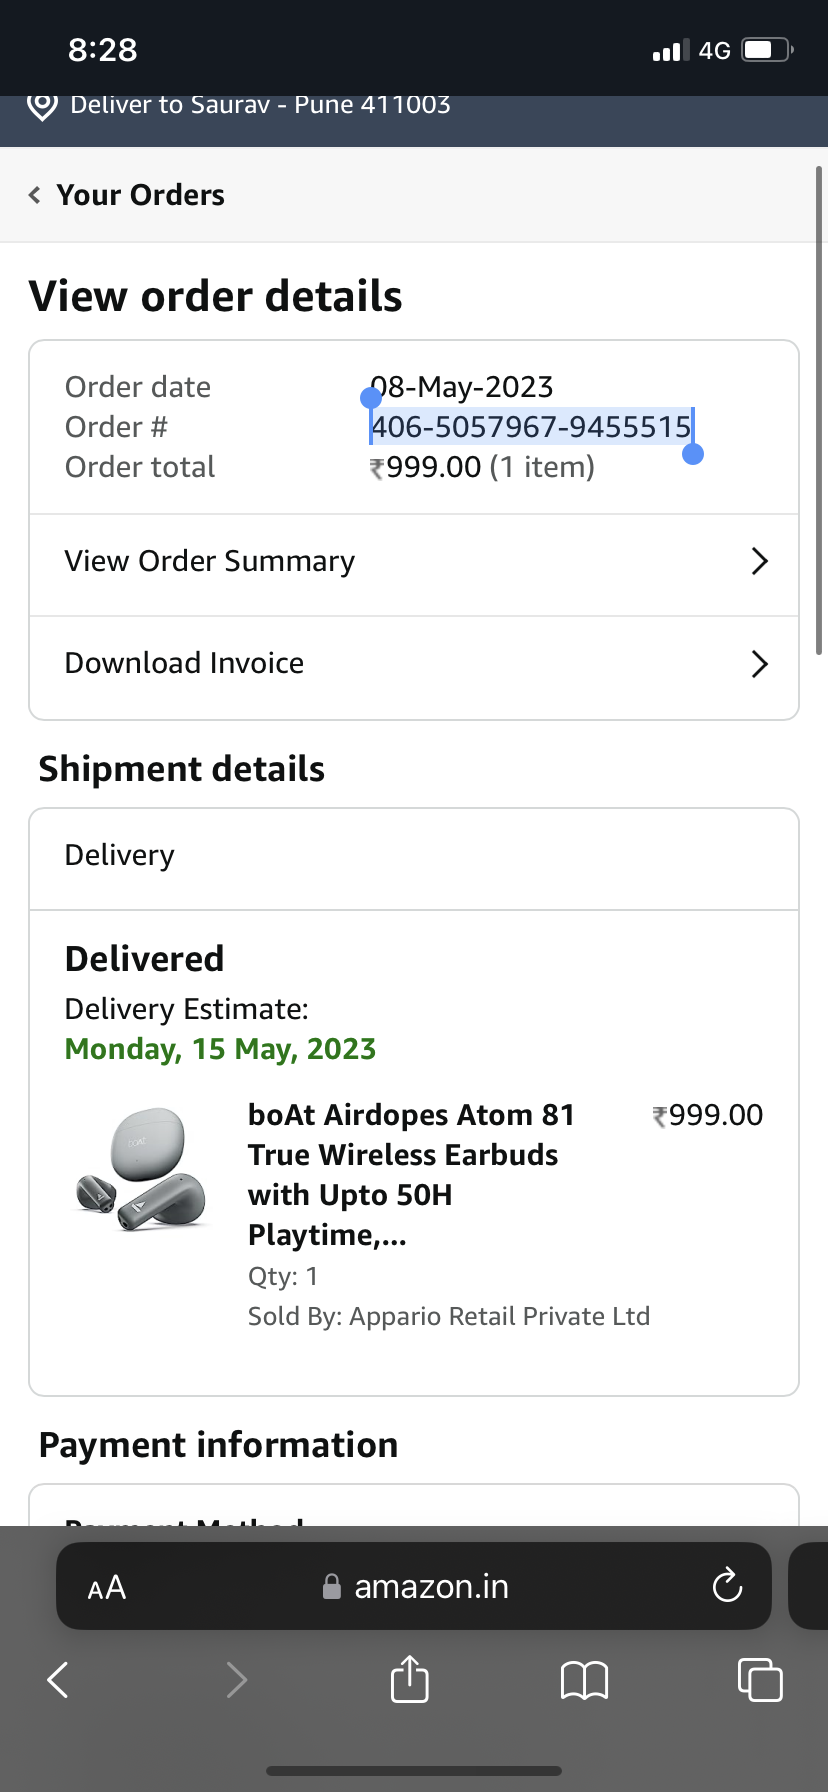 8:28
4G
Deliver to Saurav - Pune 411003
Your Orders
View order details
Order date 08-May-2023
Order # 406-5057967-9455515
Order total ₹999.00 (1 item)
View Order Summary
Download Invoice
Shipment details
Delivery
Delivered
Delivery Estimate:
Monday, 15 May, 2023
boAt Airdopes Atom 81 ₹999.00
True Wireless Earbuds
with Upto 50H
Playtime,...
Qty: 1
Sold By: Appario Retail Private Ltd
Payment information
Payment Method
AA amazon.in